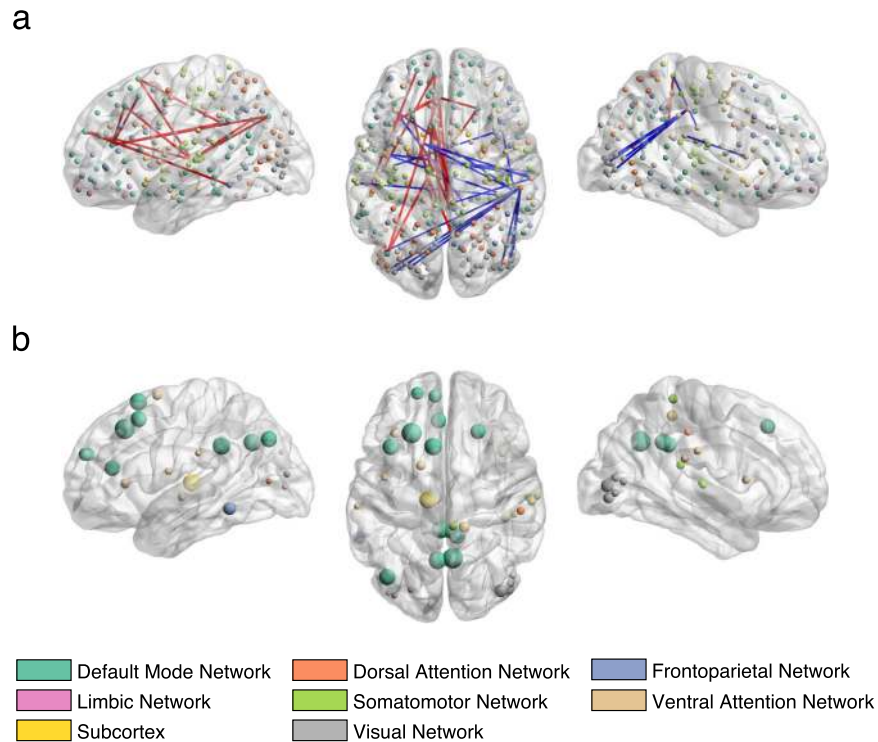 a
b
Default Mode Network
Dorsal Attention Network
Frontoparietal Network
Limbic Network
Somatomotor Network
Ventral Attention Network
Subcortex
Visual Network